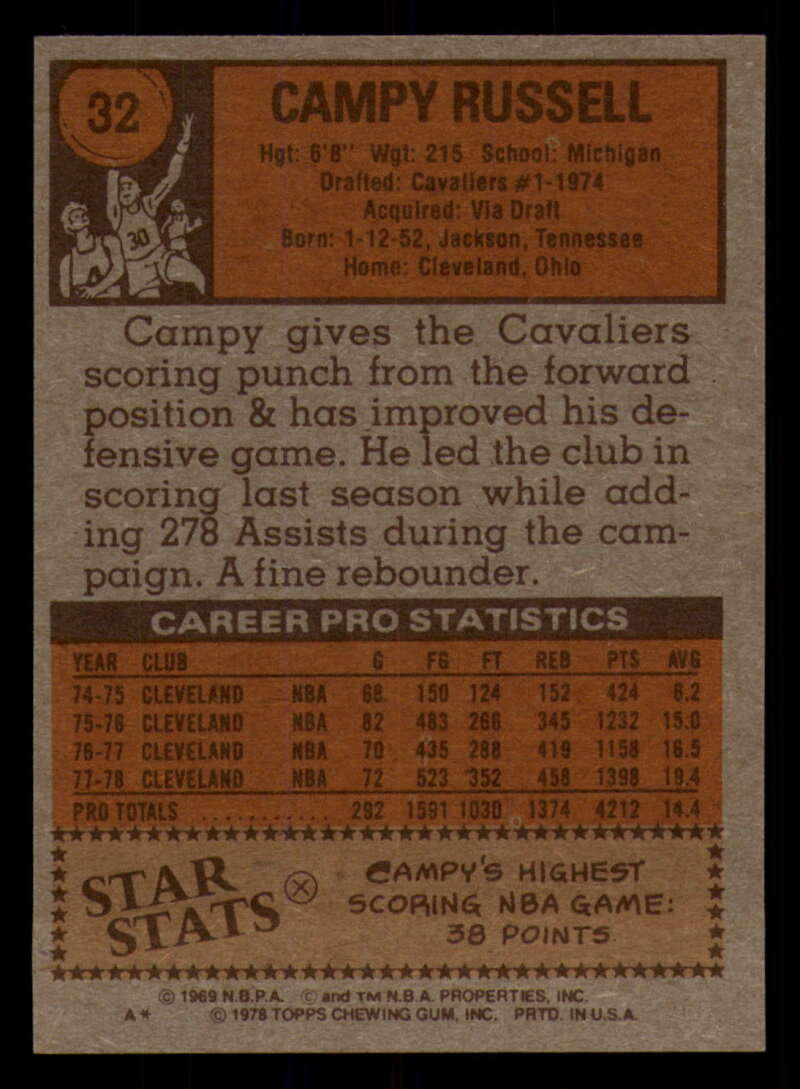 32
CAMPY RUSSELL
Hgt: 6'8" Wgt: 215 School: Michigan
Drafted: Cavaliers #1-1974
Acquired: Via Draft
Born: 1-12-52, Jackson, Tennessee
Home: Cleveland, Ohio
30
Campy gives the Cavaliers
scoring punch from the forward
position & has improved his de-
fensive game. He led the club in
scoring last season while add-
ing 278 Assists during the cam-
paign. A fine rebounder.
CAREER PRO STATISTICS
YEAR CLUB G FG FT REB PTS AVG
74-75 CLEVELAND NBA 68 150 124 152 424 6.2
75-76 CLEVELAND NBA 82 483 266 345 1232 15.0
76-77 CLEVELAND NBA 70 435 288 419 1158 16.5
77-78 CLEVELAND NBA 72 523 352 458 1398 19.4
PRO TOTALS ............ 292 1591 1030 1374 4212 14.4
STAR
STATS
CAMPY'S HIGHEST
SCORING NBA GAME:
38 POINTS
© 1969 N.B.P.A. © and TM N.B.A. PROPERTIES, INC.
A* © 1978 TOPPS CHEWING GUM, INC. PRTD. IN U.S.A.